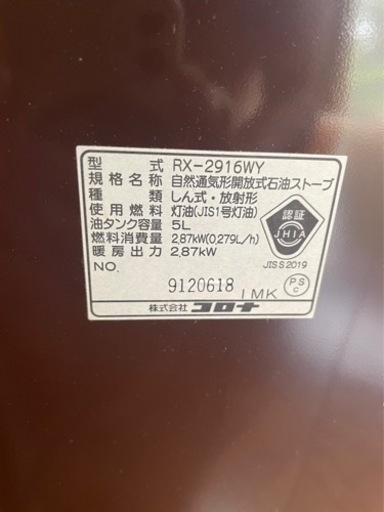 型式 RX-2916WY
規格名称 自然通気形開放式石油ストーブ
種類 しん式・放射形
使用燃料 灯油(JIS1号灯油)
油タンク容量 5L
燃料消費量 2,87kW(0,279L/h)
暖房出力 2,87kW
NO.
9120618
1MK
認証
JHIA
JIS S 2019
PS
C
株式会社 コロナ